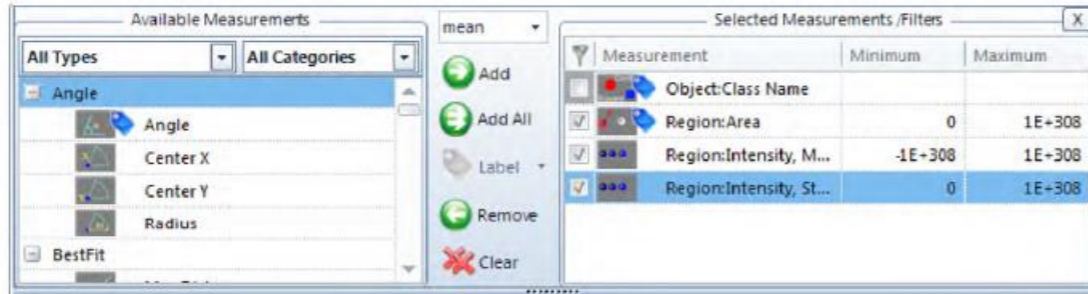 Available Measurements
All Types
All Categories
Angle
Angle
Center X
Center Y
Radius
BestFit
mean
Add
Add All
Label
Remove
Clear
Selected Measurements /Filters
X
Measurement Minimum Maximum
Object:Class Name
Region:Area 0 1E+308
Region:Intensity, M... -1E+308 1E+308
Region:Intensity, St... 0 1E+308